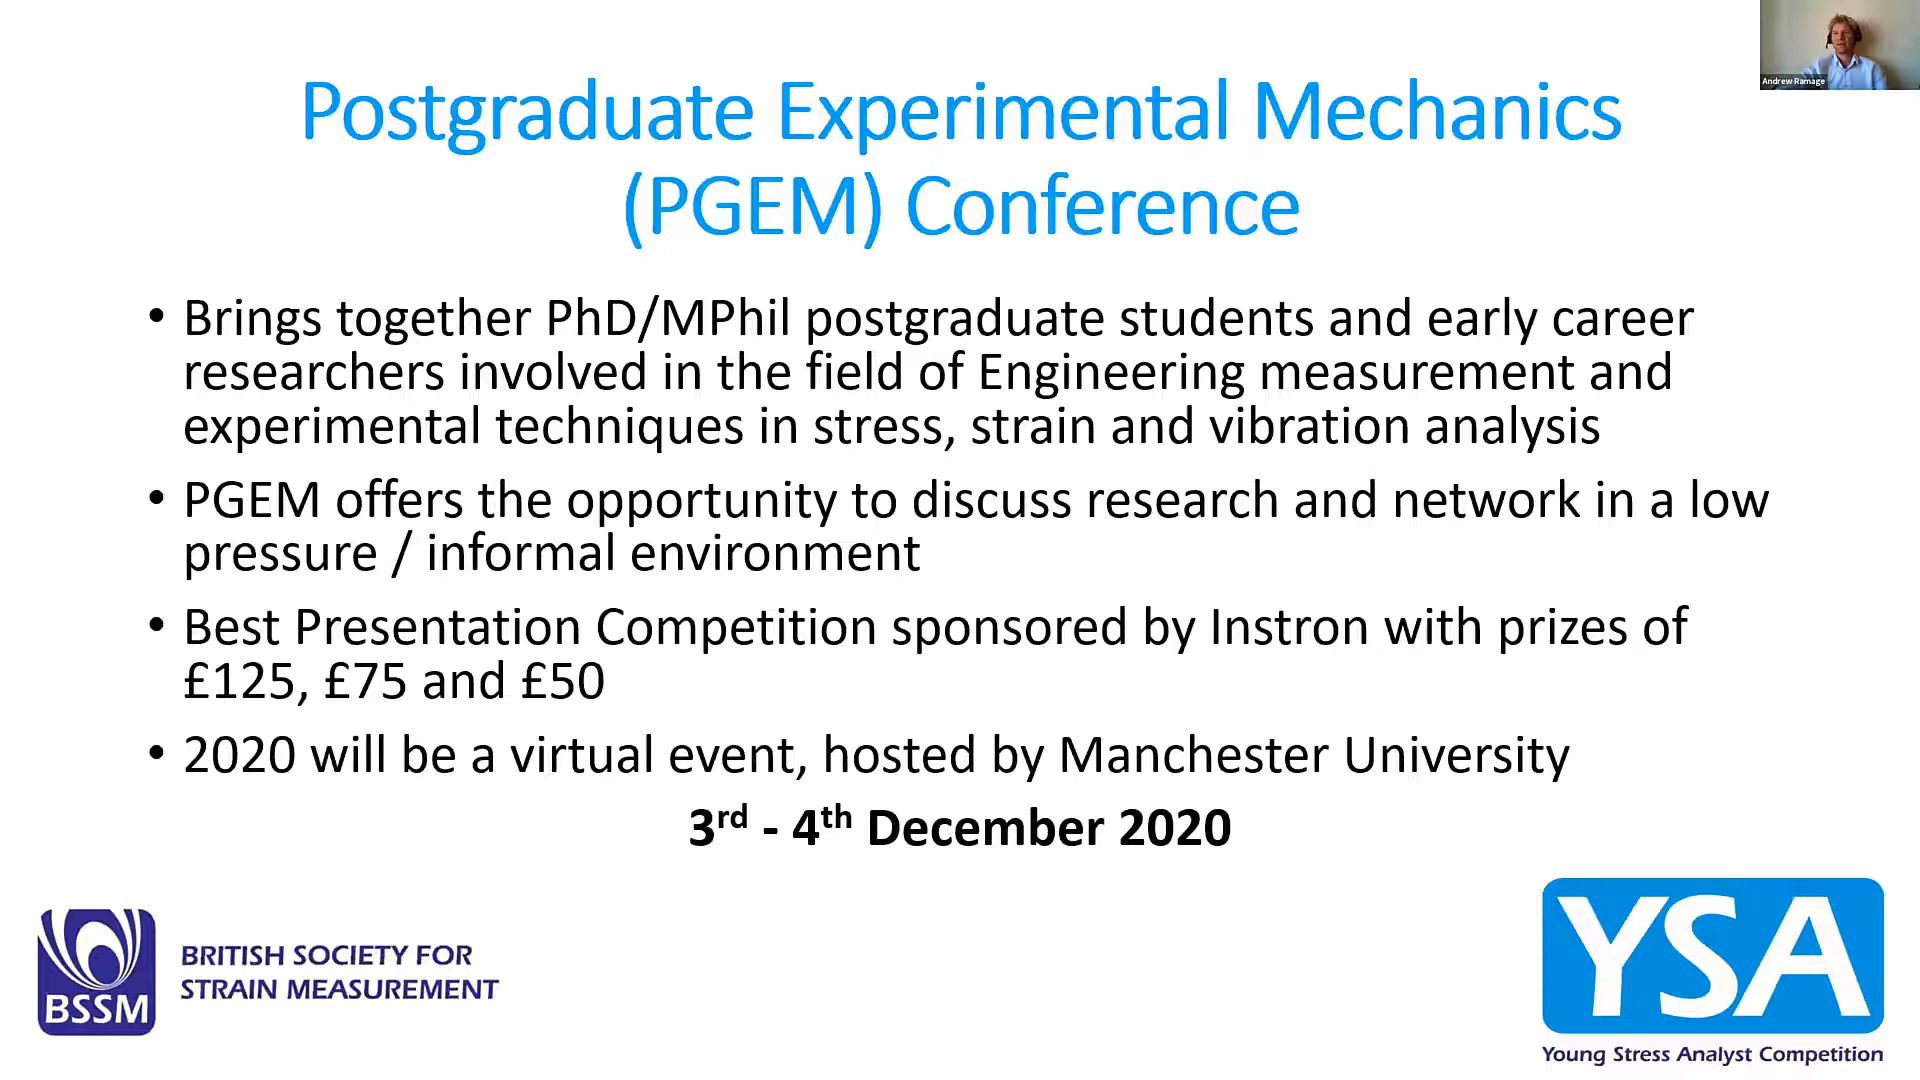 Andrew Ramage
Postgraduate Experimental Mechanics
(PGEM) Conference
• Brings together PhD/MPhil postgraduate students and early career
researchers involved in the field of Engineering measurement and
experimental techniques in stress, strain and vibration analysis
• PGEM offers the opportunity to discuss research and network in a low
pressure / informal environment
• Best Presentation Competition sponsored by Instron with prizes of
£125, £75 and £50
• 2020 will be a virtual event, hosted by Manchester University
3rd - 4th December 2020
BSSM
BRITISH SOCIETY FOR
STRAIN MEASUREMENT
YSA
Young Stress Analyst Competition